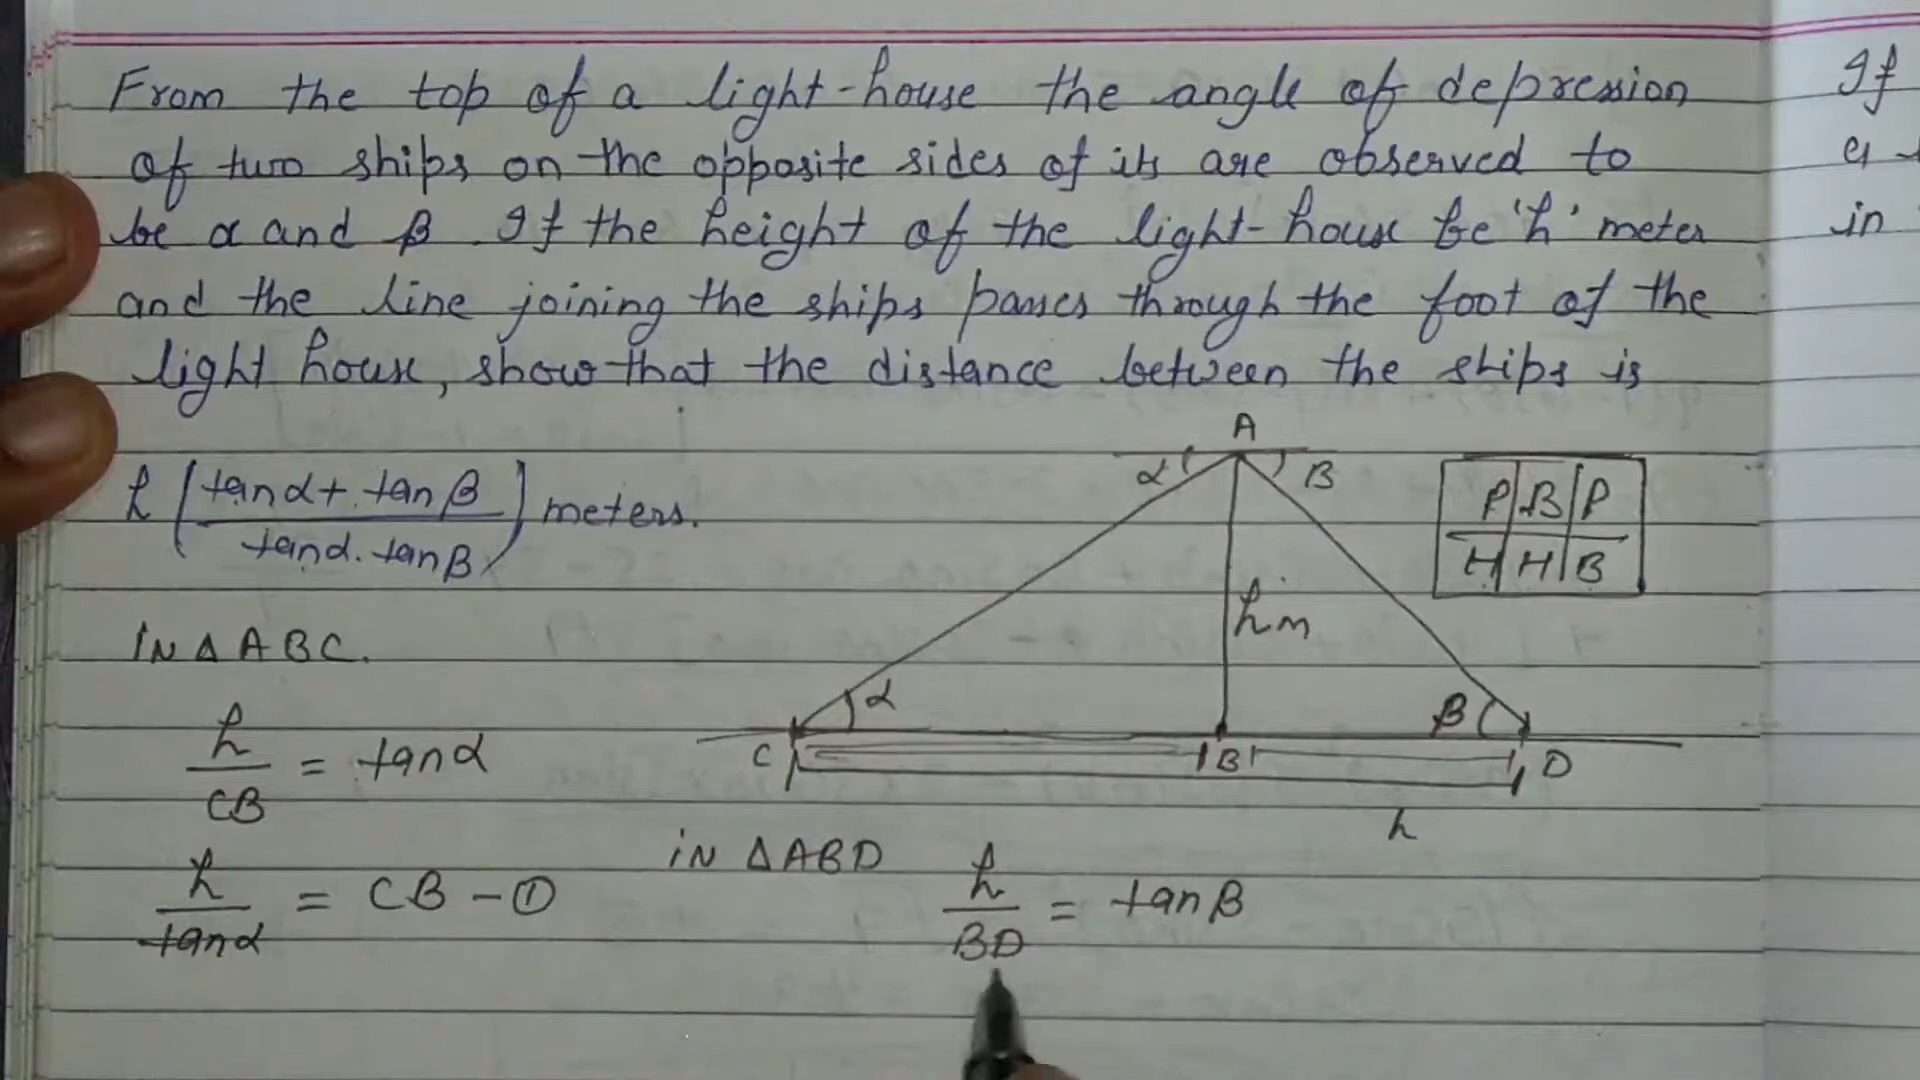 From the top of a light-house the angle of depression
of two ships on the opposite sides of its are observed to
be α and β. If the height of the light-house be 'h' meter
and the line joining the ships passes through the foot of the
light house, show that the distance between the ships is
h (tanα + tanβ / tanα . tanβ) meters.
A
α B
P B P
H H B
hm
α β
C B D
h
IN Δ ABC.
h / CB = tanα
h / tanα = CB - ①
IN ΔABD h / BD = tanβ
If
in